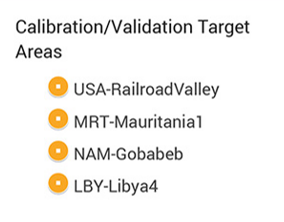 Calibration/Validation Target
Areas
USA-RailroadValley
MRT-Mauritania1
NAM-Gobabeb
LBY-Libya4